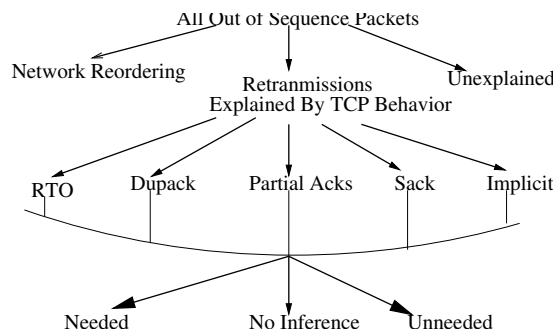 All Out of Sequence Packets
Network Reordering
Unexplained
Retranmissions
Explained By TCP Behavior
RTO
Dupack
Partial Acks
Sack
Implicit
Needed
No Inference
Unneeded